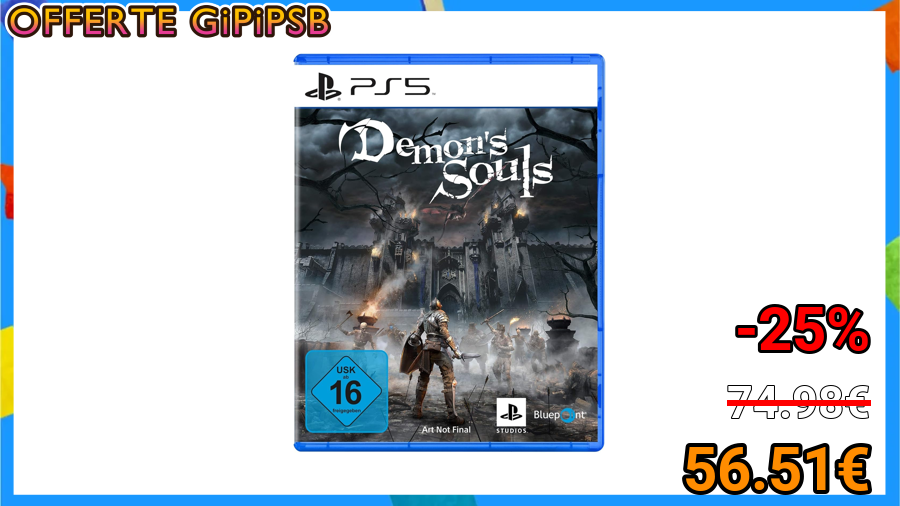 OFFERTE GiPiPSB
PS5
Demon's
Souls
USK
ab
16
freigegeben
Art Not Final
STUDIOS
Bluepoint
-25%
74.98€
56.51€